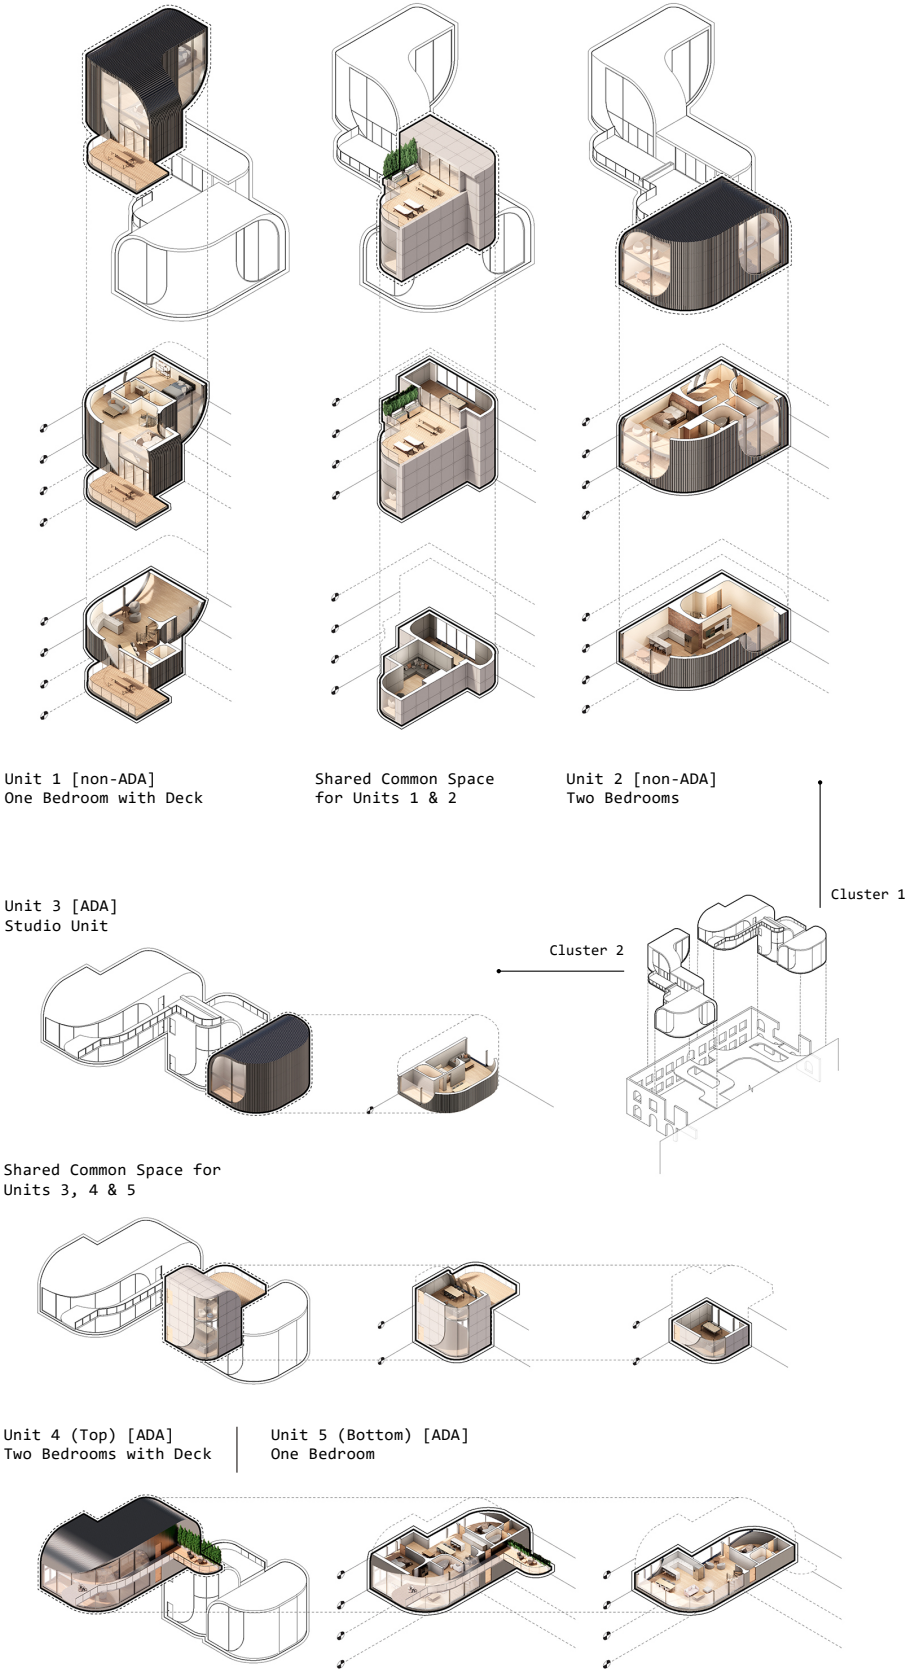 Unit 1 [non-ADA]
One Bedroom with Deck
Shared Common Space
for Units 1 & 2
Unit 2 [non-ADA]
Two Bedrooms
Cluster 1
Unit 3 [ADA]
Studio Unit
Cluster 2
Shared Common Space for
Units 3, 4 & 5
Unit 4 (Top) [ADA]
Two Bedrooms with Deck
Unit 5 (Bottom) [ADA]
One Bedroom